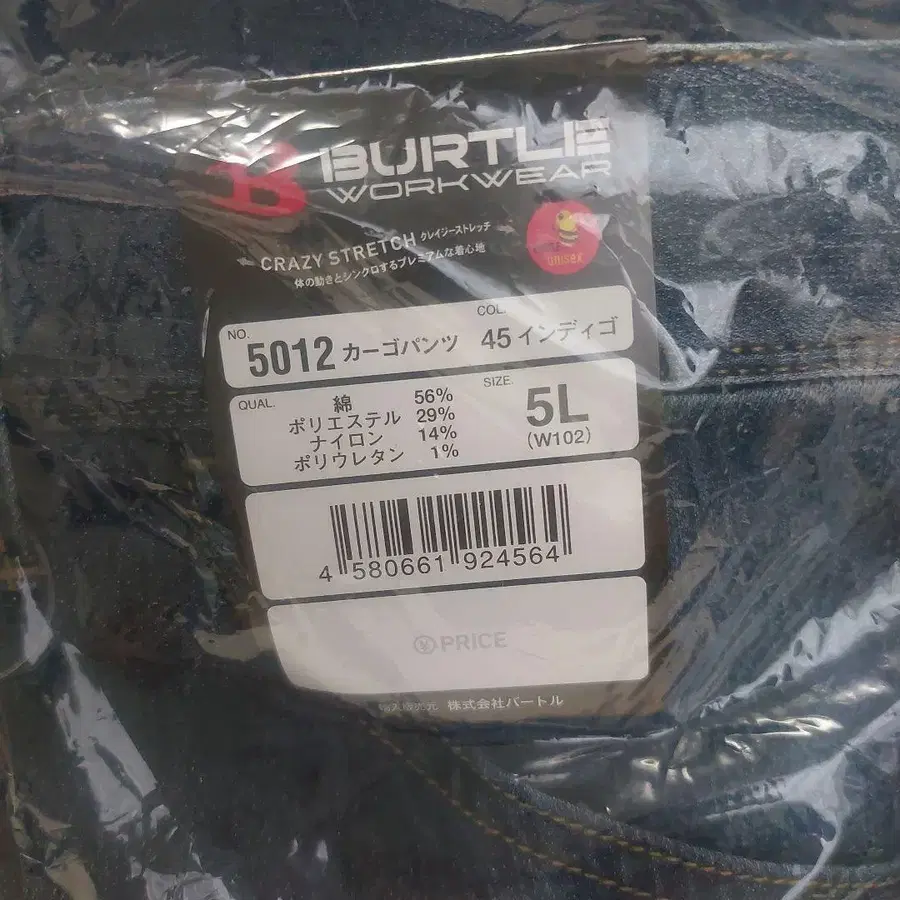 B BURTLE
WORKWEAR
CRAZY STRETCH クレイジーストレッチ
体の動きとシンクロするプレミアムな着心地
unisex
NO. 5012 カーゴパンツ
COL. 45 インディゴ
QUAL.
綿 56%
ポリエステル 29%
ナイロン 14%
ポリウレタン 1%
SIZE.
5L
(W102)
4 580661 924564
¥ PRICE
株式会社バートル